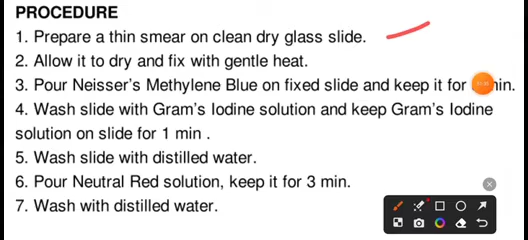 PROCEDURE
1. Prepare a thin smear on clean dry glass slide.
2. Allow it to dry and fix with gentle heat.
3. Pour Neisser's Methylene Blue on fixed slide and keep it for min.
4. Wash slide with Gram's Iodine solution and keep Gram's Iodine
solution on slide for 1 min .
5. Wash slide with distilled water.
6. Pour Neutral Red solution, keep it for 3 min.
7. Wash with distilled water.